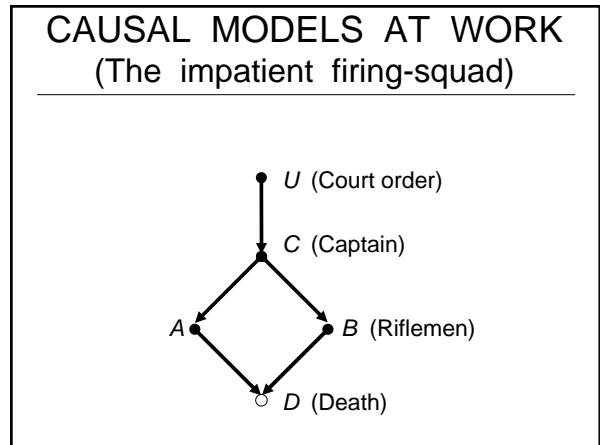 CAUSAL MODELS AT WORK
(The impatient firing-squad)
U (Court order)
C (Captain)
A B (Riflemen)
D (Death)